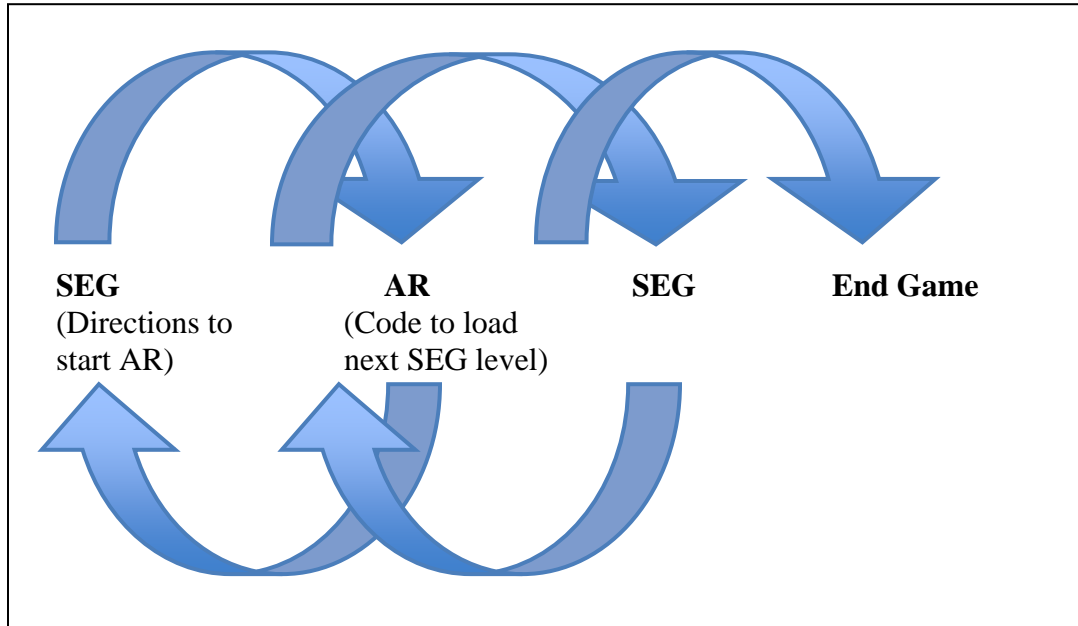 SEG AR SEG End Game
(Directions to (Code to load
start AR) next SEG level)